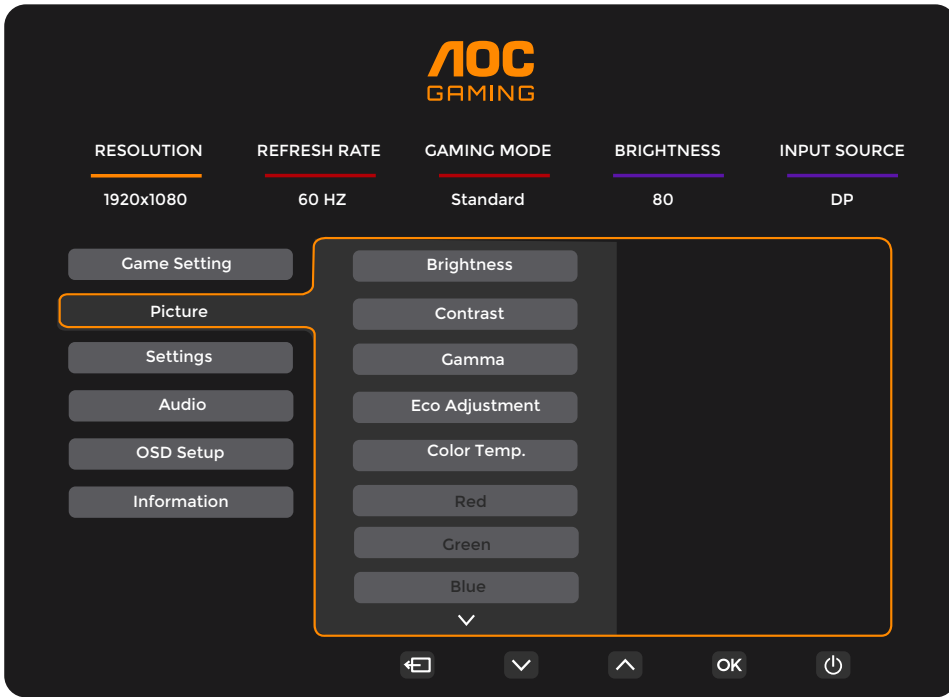 AOC
GAMING
RESOLUTION REFRESH RATE GAMING MODE BRIGHTNESS INPUT SOURCE
1920x1080 60 HZ Standard 80 DP
Game Setting
Picture
Settings
Audio
OSD Setup
Information
Brightness
Contrast
Gamma
Eco Adjustment
Color Temp.
Red
Green
Blue
OK